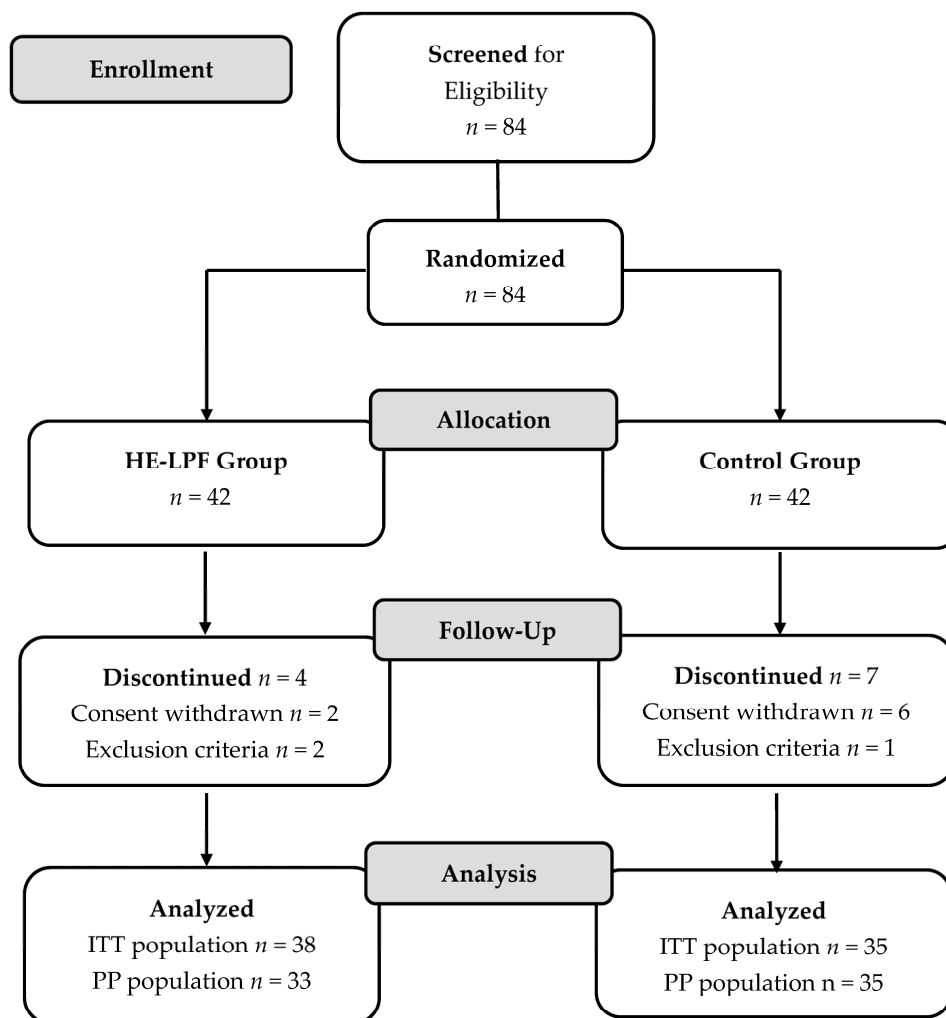 Enrollment
Screened for
Eligibility
n = 84
Randomized
n = 84
Allocation
HE-LPF Group
n = 42
Control Group
n = 42
Follow-Up
Discontinued n = 4
Consent withdrawn n = 2
Exclusion criteria n = 2
Discontinued n = 7
Consent withdrawn n = 6
Exclusion criteria n = 1
Analysis
Analyzed
ITT population n = 38
PP population n = 33
Analyzed
ITT population n = 35
PP population n = 35